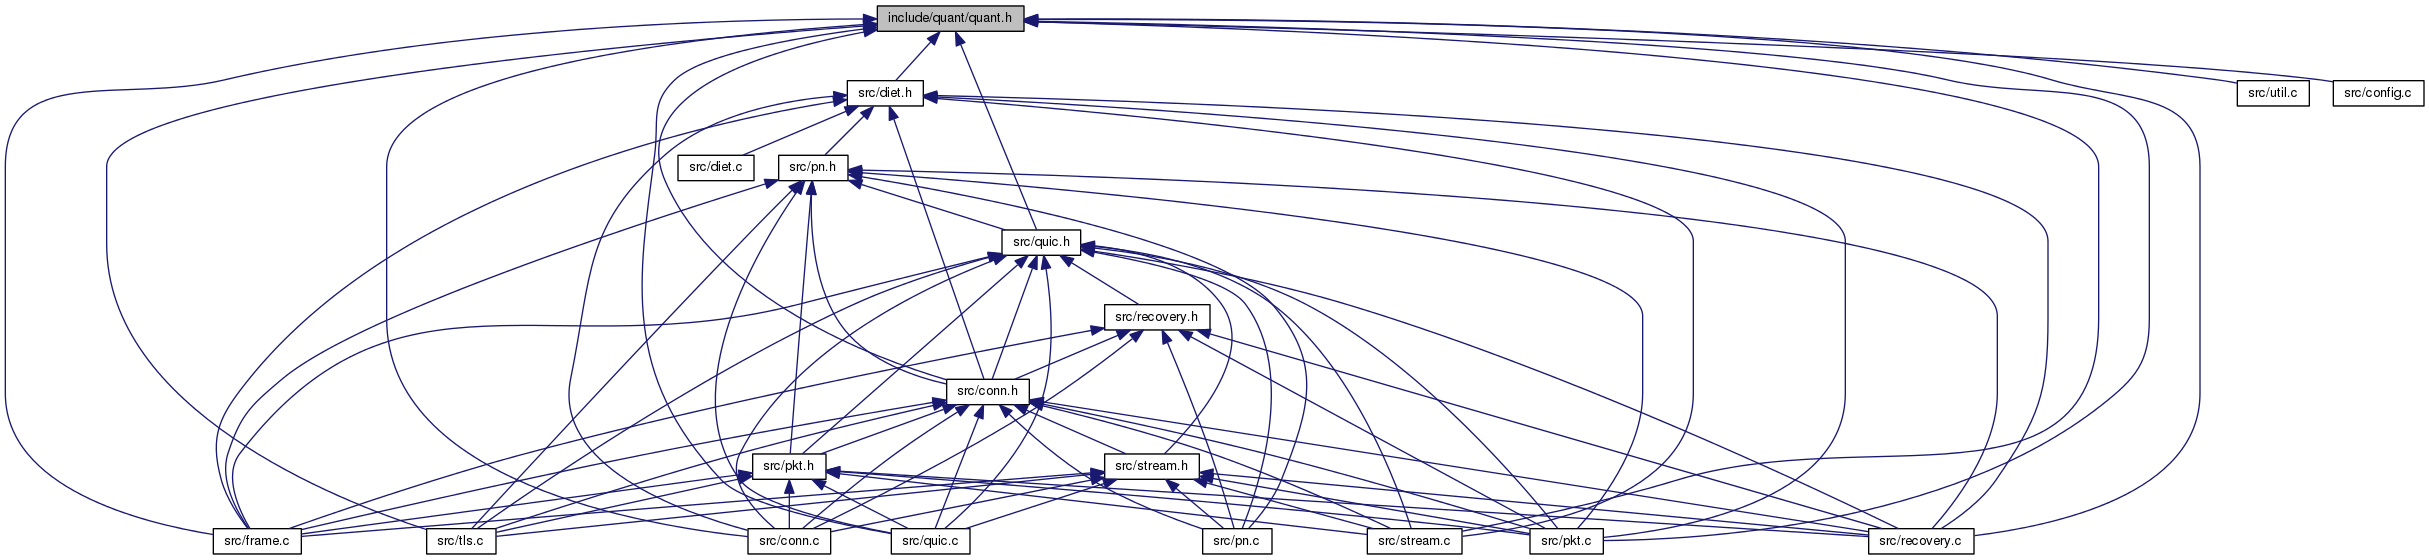 include/quant/quant.h
src/diet.h
src/util.c
src/config.c
src/diet.c
src/pn.h
src/quic.h
src/recovery.h
src/conn.h
src/pkt.h
src/stream.h
src/frame.c
src/tls.c
src/conn.c
src/quic.c
src/pn.c
src/stream.c
src/pkt.c
src/recovery.c